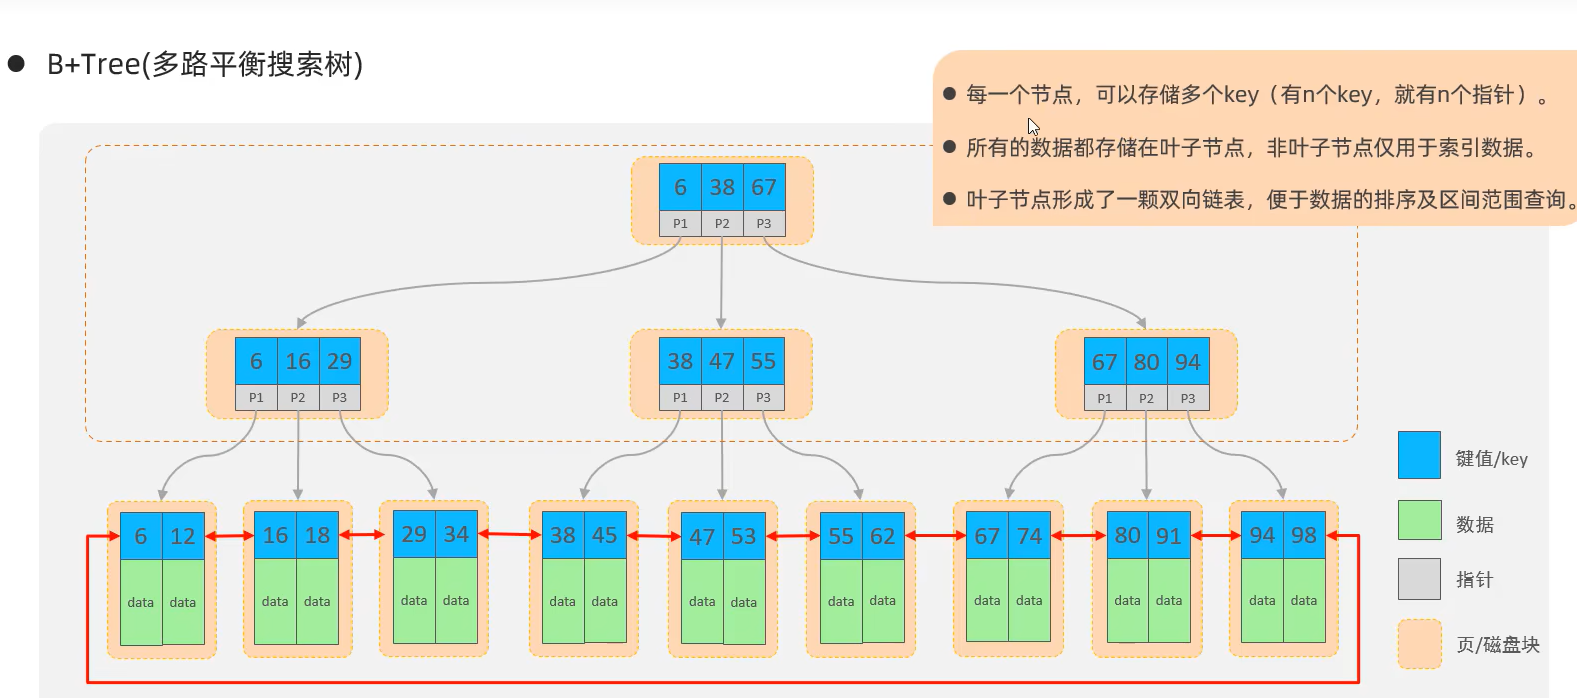 B+Tree(多路平衡搜索树)
每一个节点，可以存储多个key（有n个key，就有n个指针）。
所有的数据都存储在叶子节点，非叶子节点仅用于索引数据。
叶子节点形成了一颗双向链表，便于数据的排序及区间范围查询。
6 38 67
P1 P2 P3
6 16 29
P1 P2 P3
38 47 55
P1 P2 P3
67 80 94
P1 P2 P3
6 12
data data
16 18
data data
29 34
data data
38 45
data data
47 53
data data
55 62
data data
67 74
data data
80 91
data data
94 98
data data
键值/key
数据
指针
页/磁盘块